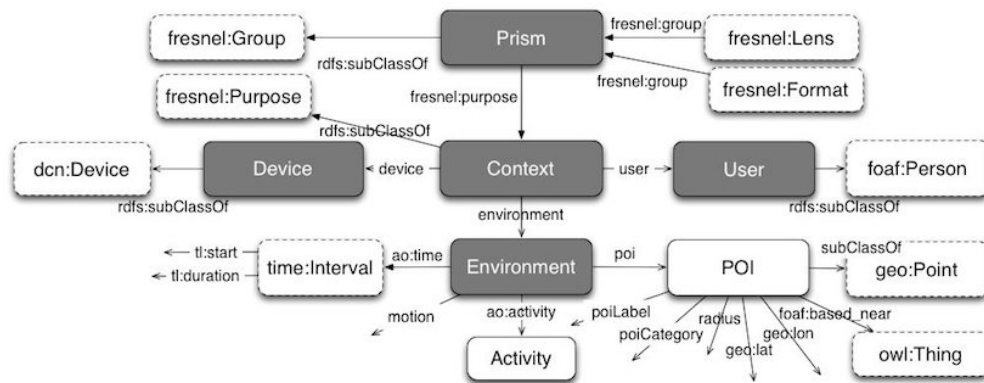 fresnel:Group
Prism
fresnel:group
fresnel:Lens
rdfs:subClassOf
fresnel:group
fresnel:Format
fresnel:Purpose
fresnel:purpose
rdfs:subClassOf
dcn:Device
Device
device
Context
user
User
foaf:Person
rdfs:subClassOf
rdfs:subClassOf
environment
tl:start
tl:duration
time:Interval
ao:time
Environment
poi
POI
subClassOf
geo:Point
motion
ao:activity
poiLabel
poiCategory
radius
geo:lat
geo:lon
foaf:based_near
Activity
owl:Thing